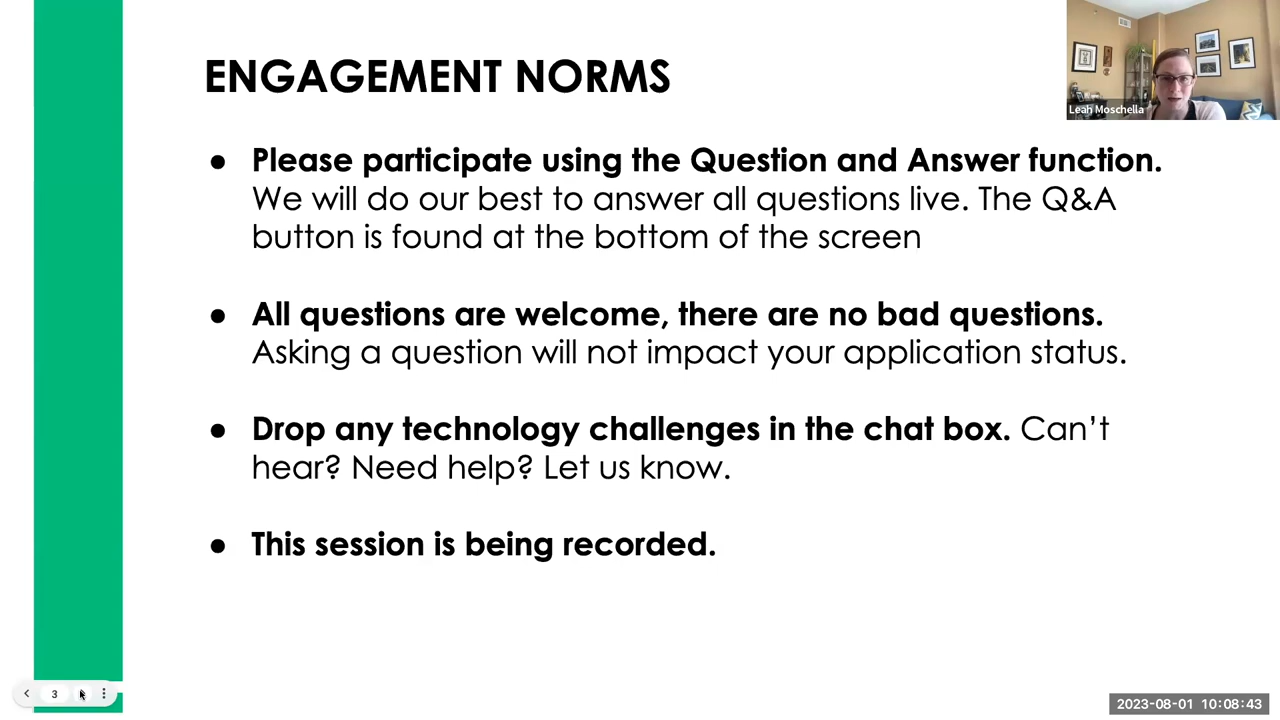 ENGAGEMENT NORMS
Leah Moschella
● Please participate using the Question and Answer function.
We will do our best to answer all questions live. The Q&A
button is found at the bottom of the screen
● All questions are welcome, there are no bad questions.
Asking a question will not impact your application status.
● Drop any technology challenges in the chat box. Can’t
hear? Need help? Let us know.
● This session is being recorded.
3
2023-08-01 10:08:43